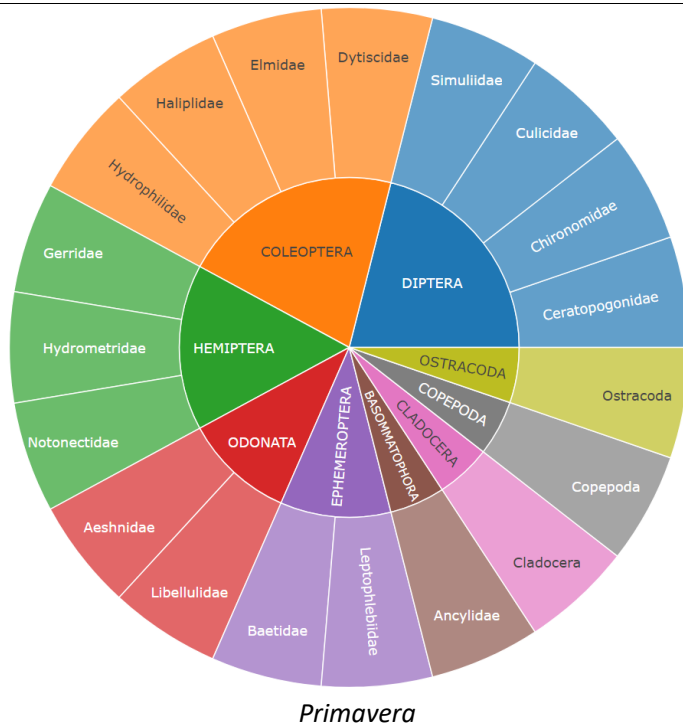 Dytiscidae
Simuliidae
Elmidae
Culicidae
Haliplidae
Hydrophilidae
Chironomidae
COLEOPTERA
Gerridae
DIPTERA
Ceratopogonidae
Hydrometridae
HEMIPTERA
OSTRACODA
Ostracoda
COPEPODA
CLADOCERA
BASOMMATOPHORA
EPHEMEROPTERA
ODONATA
Notonectidae
Copepoda
Aeshnidae
Cladocera
Libellulidae
Leptophlebiidae
Ancylidae
Baetidae
Primavera